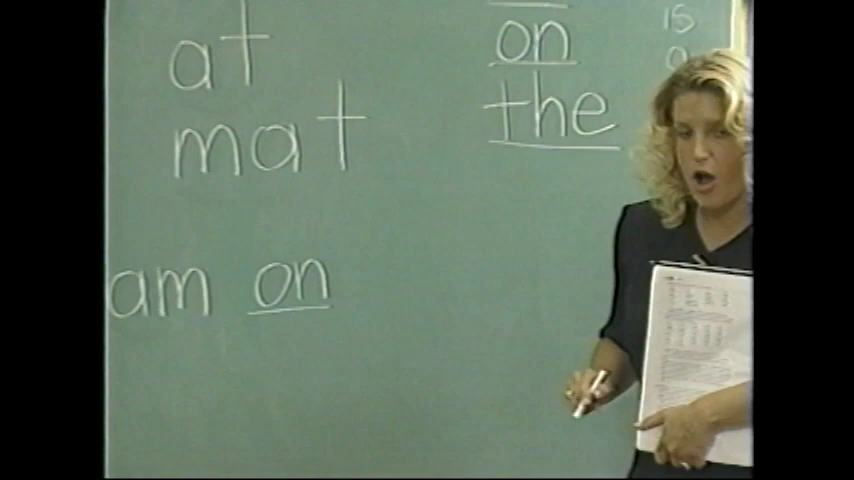 at
mat
am on
on
the
is